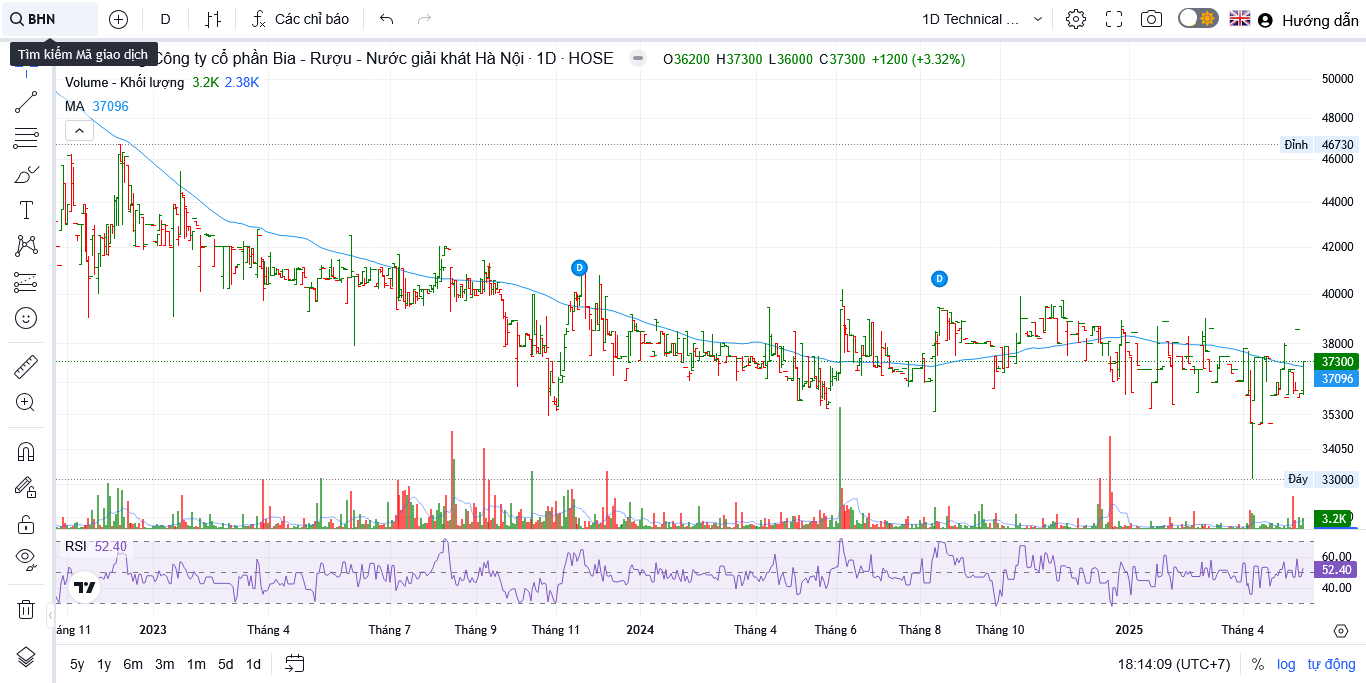 BHN D Các chỉ báo 1D Technical ... Hướng dẫn
Tìm kiếm Mã giao dịch
Công ty cổ phần Bia - Rượu - Nước giải khát Hà Nội · 1D · HOSE O36200 H37300 L36000 C37300 +1200 (+3.32%)
Volume - Khối lượng 3.2K 2.38K
MA 37096
50000
48000
Đỉnh 46730
46000
44000
42000
40000
38000
37300
37096
35300
34050
Đáy 33000
3.2K
D
D
RSI 52.40
60.00
52.40
40.00
áng 11 2023 Tháng 4 Tháng 7 Tháng 9 Tháng 11 2024 Tháng 4 Tháng 6 Tháng 8 Tháng 10 2025 Tháng 4
5y 1y 6m 3m 1m 5d 1d 18:14:09 (UTC+7) % log tự động